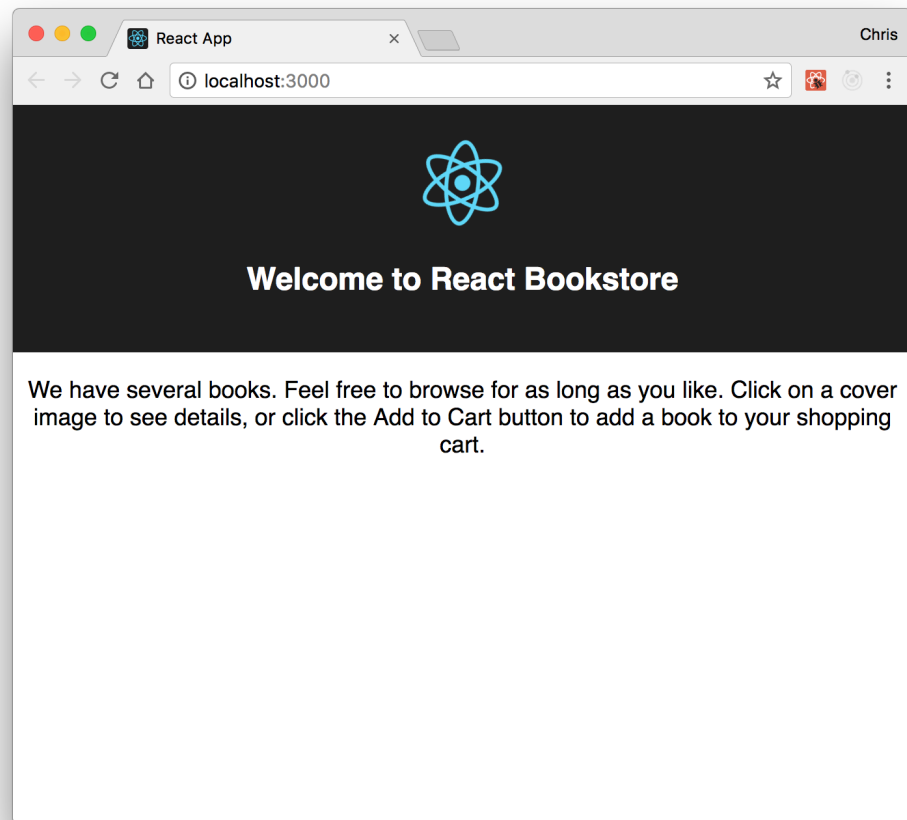 Chris
React App
localhost:3000
Welcome to React Bookstore
We have several books. Feel free to browse for as long as you like. Click on a cover
image to see details, or click the Add to Cart button to add a book to your shopping
cart.